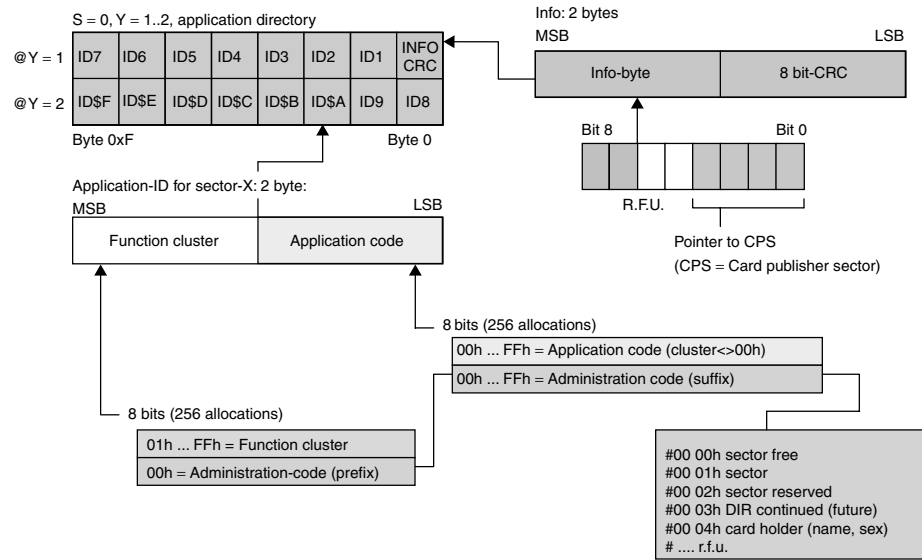 S = 0, Y = 1..2, application directory
@Y = 1 ID7 ID6 ID5 ID4 ID3 ID2 ID1 INFO CRC
@Y = 2 ID$F ID$E ID$D ID$C ID$B ID$A ID9 ID8
Byte 0xF Byte 0
Info: 2 bytes
MSB LSB
Info-byte 8 bit-CRC
Bit 8 Bit 0
R.F.U.
Pointer to CPS
(CPS = Card publisher sector)
Application-ID for sector-X: 2 byte:
MSB LSB
Function cluster Application code
8 bits (256 allocations)
00h ... FFh = Application code (cluster<>00h)
00h ... FFh = Administration code (suffix)
8 bits (256 allocations)
01h ... FFh = Function cluster
00h = Administration-code (prefix)
#00 00h sector free
#00 01h sector
#00 02h sector reserved
#00 03h DIR continued (future)
#00 04h card holder (name, sex)
# .... r.f.u.